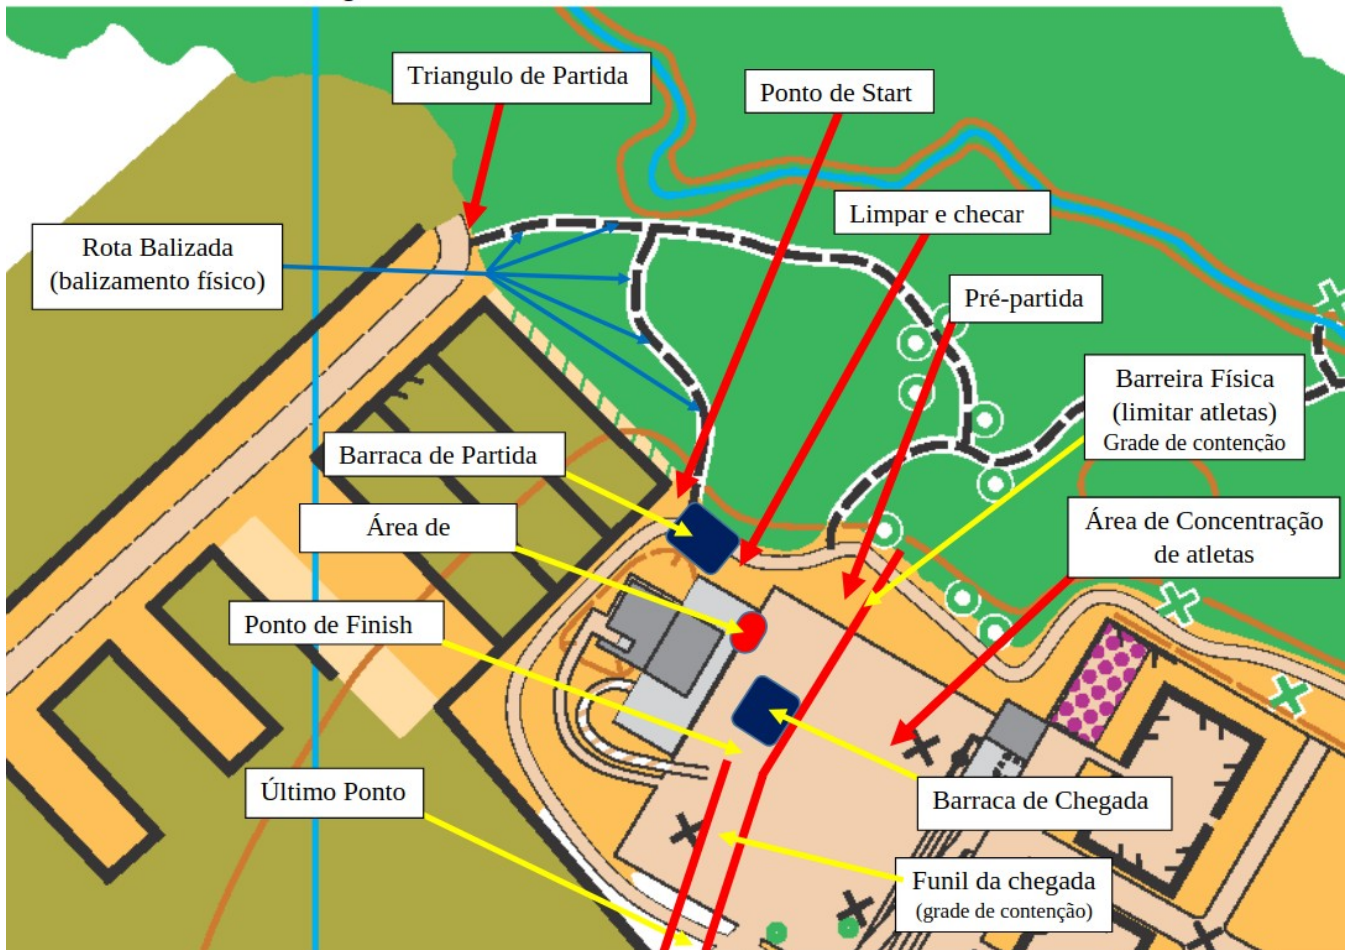 Triangulo de Partida
Ponto de Start
Limpar e checar
Rota Balizada
(balizamento físico)
Pré-partida
Barreira Física
(limitar atletas)
Grade de contenção
Barraca de Partida
Área de
Área de Concentração
de atletas
Ponto de Finish
Último Ponto
Barraca de Chegada
Funil da chegada
(grade de contenção)